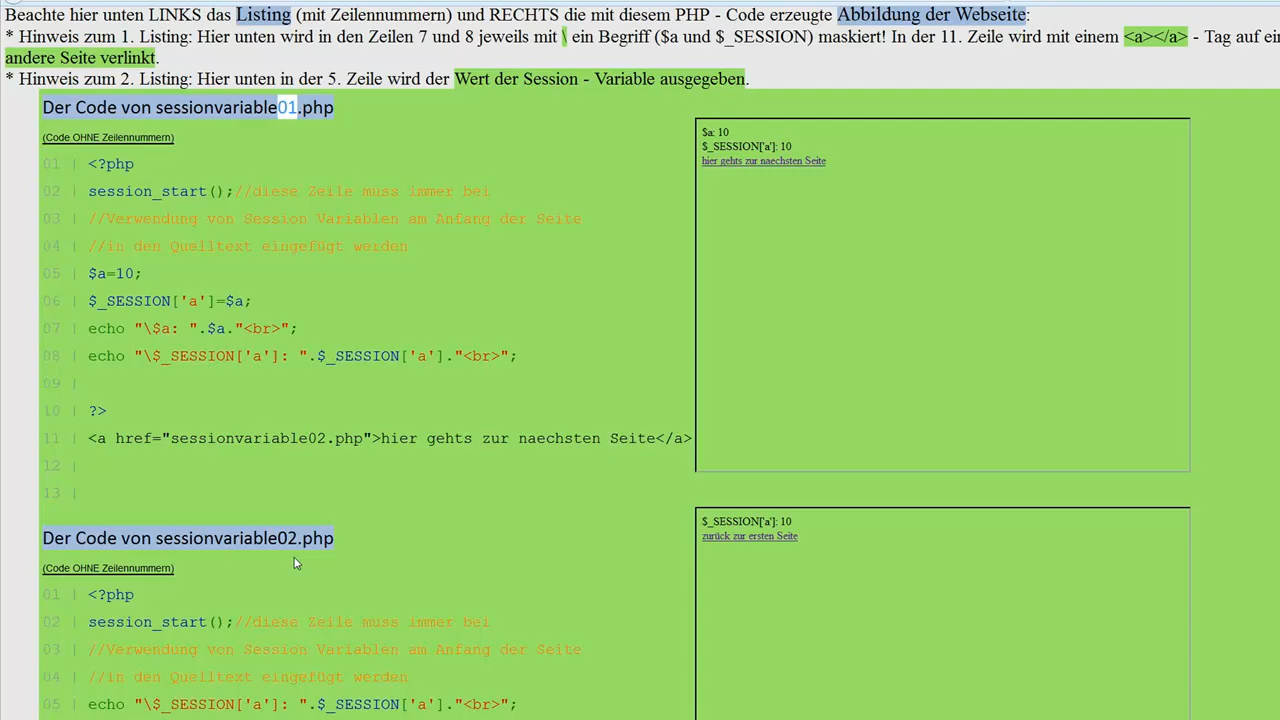 Beachte hier unten LINKS das Listing (mit Zeilennummern) und RECHTS die mit diesem PHP - Code erzeugte Abbildung der Webseite:
* Hinweis zum 1. Listing: Hier unten wird in den Zeilen 7 und 8 jeweils mit \ ein Begriff ($a und $_SESSION) maskiert! In der 11. Zeile wird mit einem <a></a> - Tag auf
andere Seite verlinkt.
* Hinweis zum 2. Listing: Hier unten in der 5. Zeile wird der Wert der Session - Variable ausgegeben.
Der Code von sessionvariable01.php
(Code OHNE Zeilennummern)
01 | <?php
02 | session_start();//diese Zeile muss immer bei
03 | //Verwendung von Session Variablen am Anfang der Seite
04 | //in den Quelltext eingefügt werden
05 | $a=10;
06 | $_SESSION['a']=$a;
07 | echo "\$a: ".$a."<br>";
08 | echo "\$_SESSION['a']: ".$_SESSION['a']."<br>";
09 |
10 | ?>
11 | <a href="sessionvariable02.php">hier gehts zur naechsten Seite</a>
12 |
13 |
$a: 10
$_SESSION['a']: 10
hier gehts zur naechsten Seite
Der Code von sessionvariable02.php
(Code OHNE Zeilennummern)
01 | <?php
02 | session_start();//diese Zeile muss immer bei
03 | //Verwendung von Session Variablen am Anfang der Seite
04 | //in den Quelltext eingefügt werden
05 | echo "\$_SESSION['a']: ".$_SESSION['a']."<br>";
$_SESSION['a']: 10
zurück zur ersten Seite